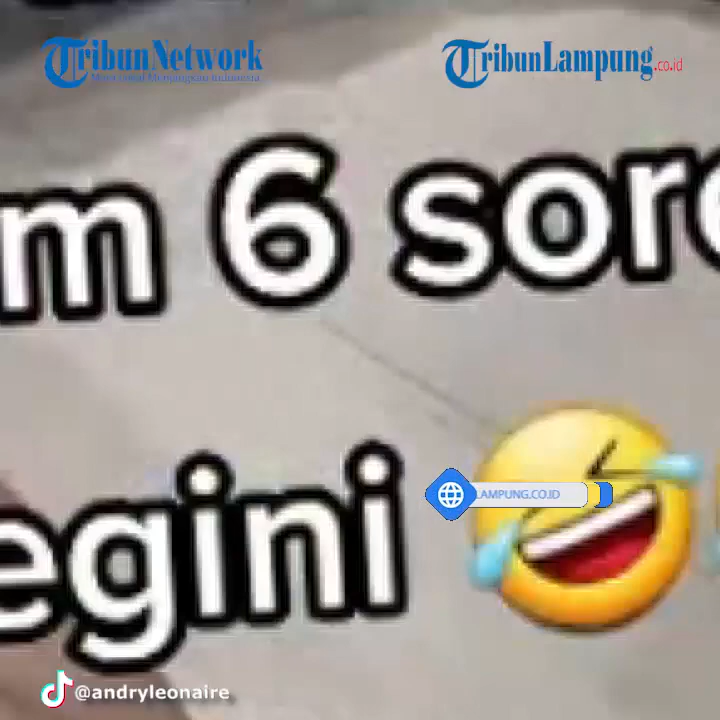 TribunNetwork
TribunLampung.co.id
m 6 sore
egini
LAMPUNG.CO.ID
@andryleonaire